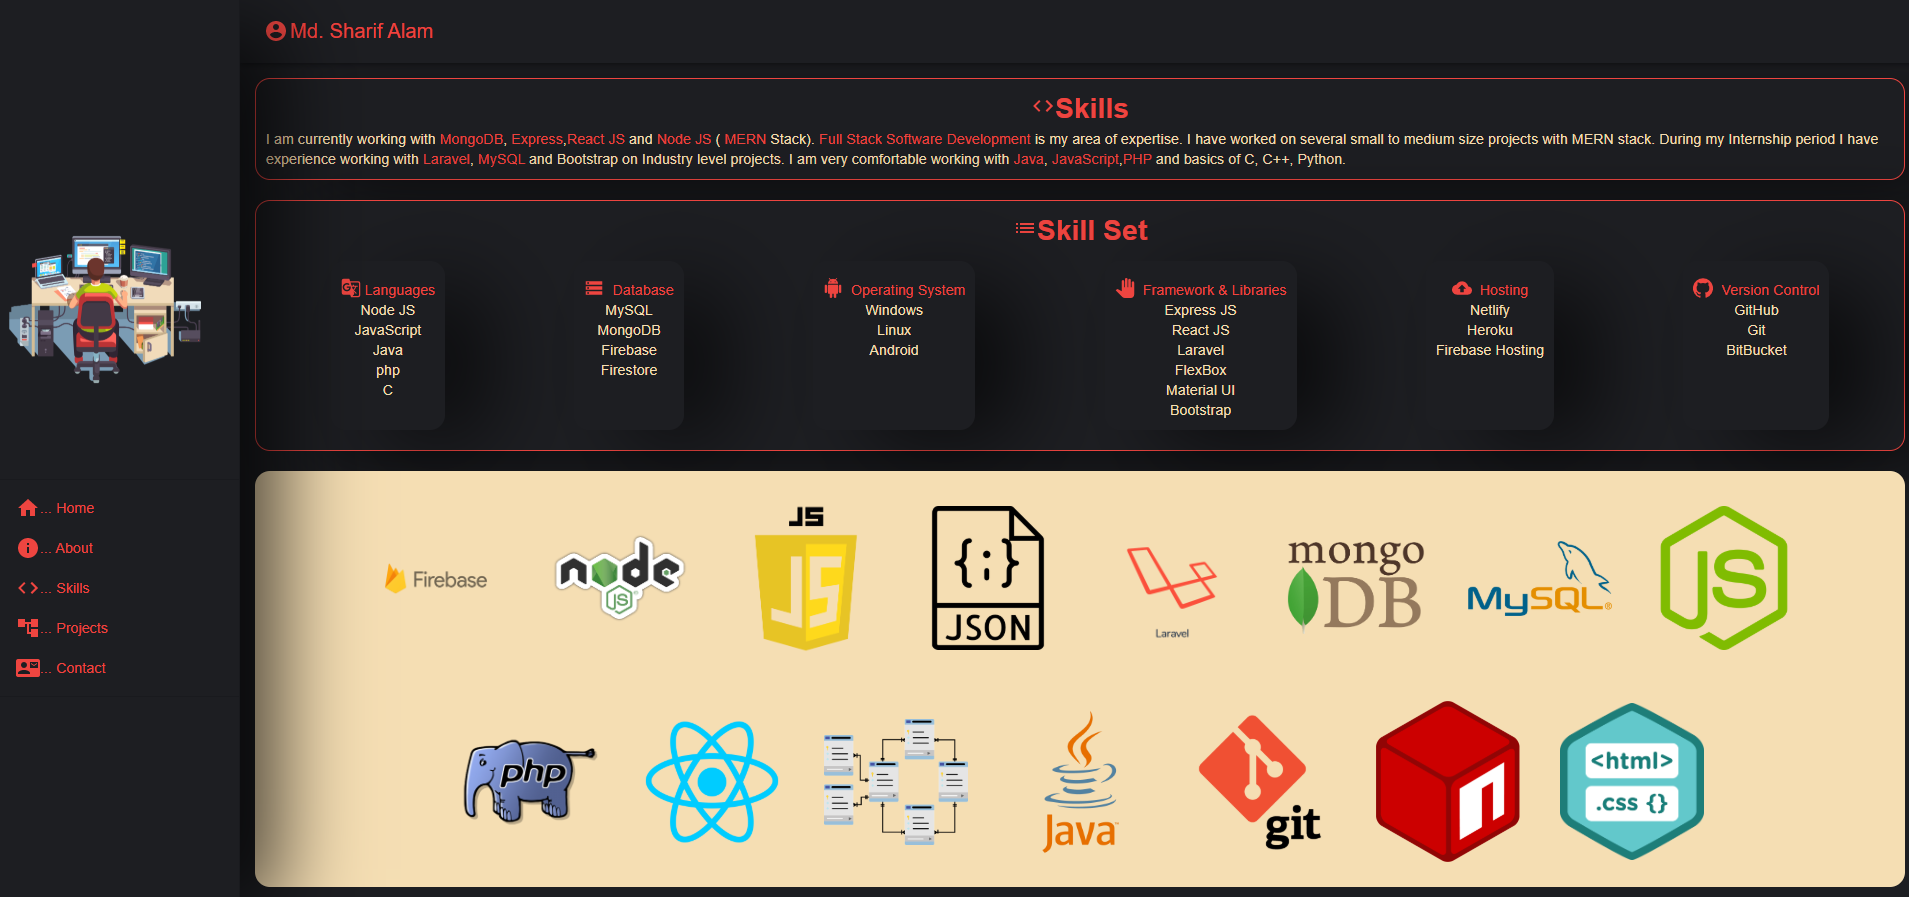 Md. Sharif Alam
Skills
I am currently working with MongoDB, Express,React JS and Node JS ( MERN Stack). Full Stack Software Development is my area of expertise. I have worked on several small to medium size projects with MERN stack. During my Internship period I have
experience working with Laravel, MySQL and Bootstrap on Industry level projects. I am very comfortable working with Java, JavaScript,PHP and basics of C, C++, Python.
Skill Set
Languages
Node JS
JavaScript
Java
php
C
Database
MySQL
MongoDB
Firebase
Firestore
Operating System
Windows
Linux
Android
Framework & Libraries
Express JS
React JS
Laravel
FlexBox
Material UI
Bootstrap
Hosting
Netlify
Heroku
Firebase Hosting
Version Control
GitHub
Git
BitBucket
... Home
... About
... Skills
... Projects
... Contact
Firebase
node
JS
JS
JS
{;}
JSON
Laravel
mongo
DB
MySQL®
JS
php
Java™
git
n
<html>
.css {}